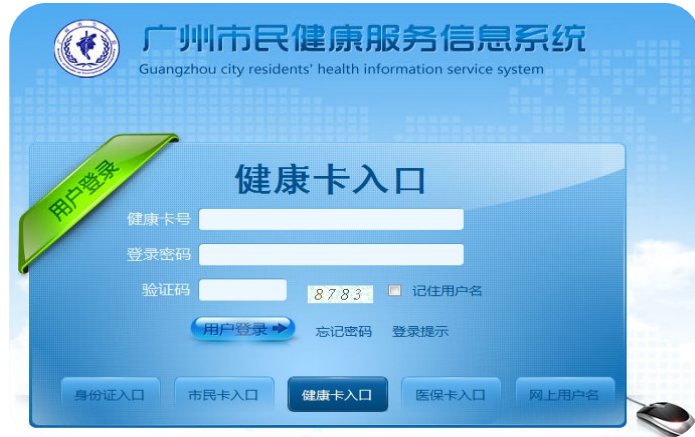 广州市民健康服务信息系统
Guangzhou city residents' health information service system
用户登录
健康卡入口
健康卡号
登录密码
验证码 8783 记住用户名
用户登录 忘记密码 登录提示
身份证入口 市民卡入口 健康卡入口 医保卡入口 网上用户名